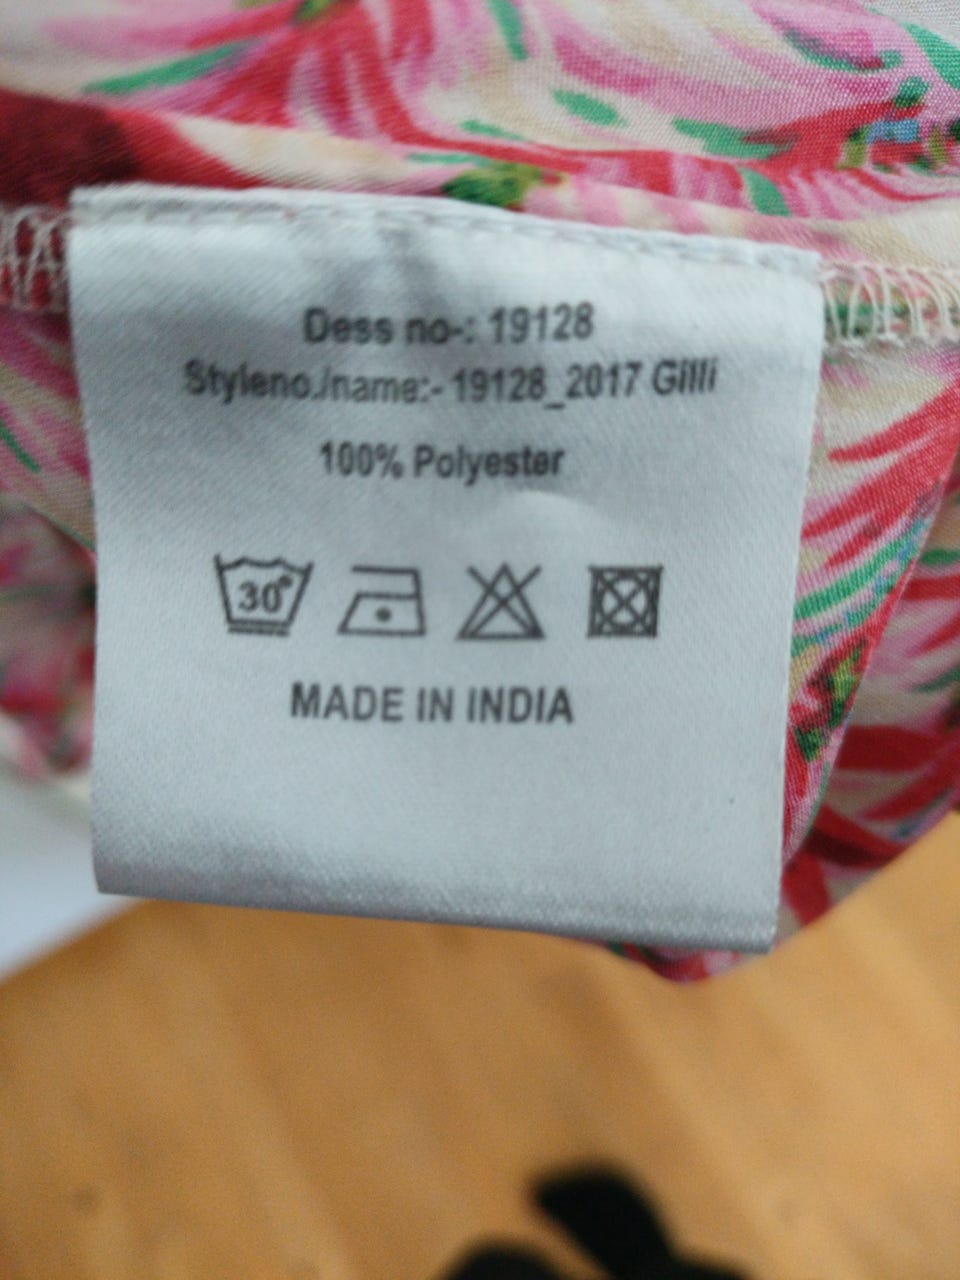 Dess no-: 19128
Styleno./name:- 19128_2017 Gilli
100% Polyester
30°
MADE IN INDIA